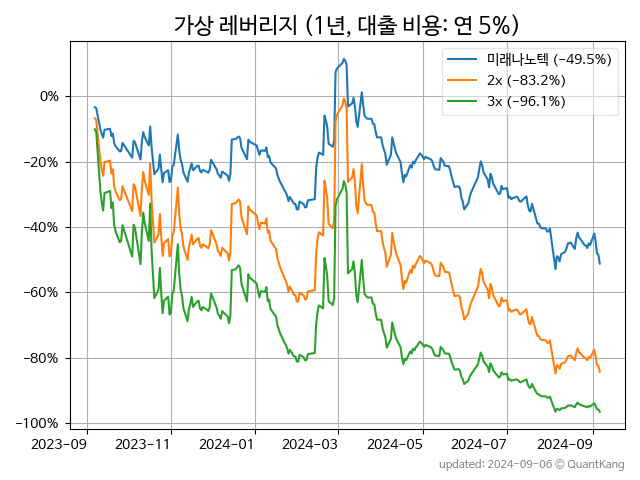 가상 레버리지 (1년, 대출 비용: 연 5%)
미래나노텍 (−49.5%)
2x (−83.2%)
3x (−96.1%)
0%
−20%
−40%
−60%
−80%
−100%
2023-09 2023-11 2024-01 2024-03 2024-05 2024-07 2024-09
updated: 2024-09-06 © QuantKang